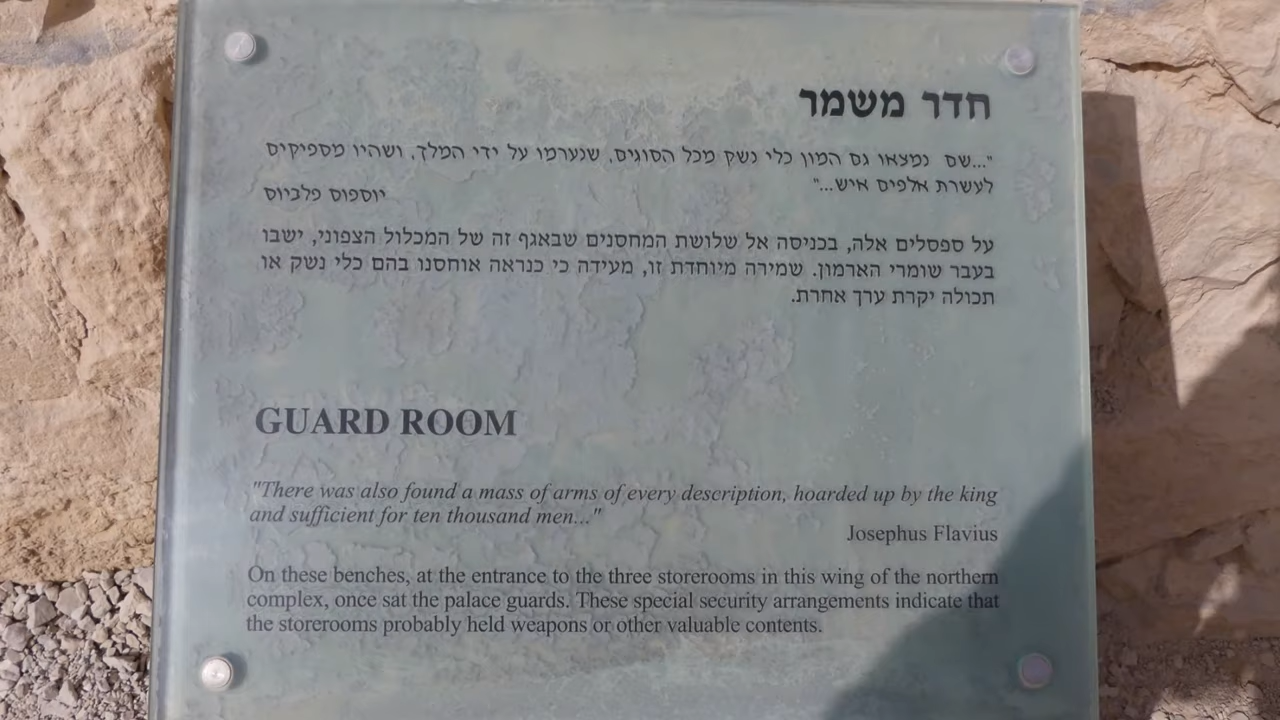 חדר משמר
"...שם נמצאו גם המון כלי נשק מכל הסוגים, שנערמו על ידי המלך, ושהיו מספיקים
לעשרת אלפים איש..."
יוספוס פלביוס
על ספסלים אלה, בכניסה אל שלושת המחסנים שבאגף זה של המכלול הצפוני, ישבו
בעבר שומרי הארמון. שמירה מיוחדת זו, מעידה כי כנראה אוחסנו בהם כלי נשק או
תכולה יקרת ערך אחרת.
GUARD ROOM
"There was also found a mass of arms of every description, hoarded up by the king
and sufficient for ten thousand men..."
Josephus Flavius
On these benches, at the entrance to the three storerooms in this wing of the northern
complex, once sat the palace guards. These special security arrangements indicate that
the storerooms probably held weapons or other valuable contents.